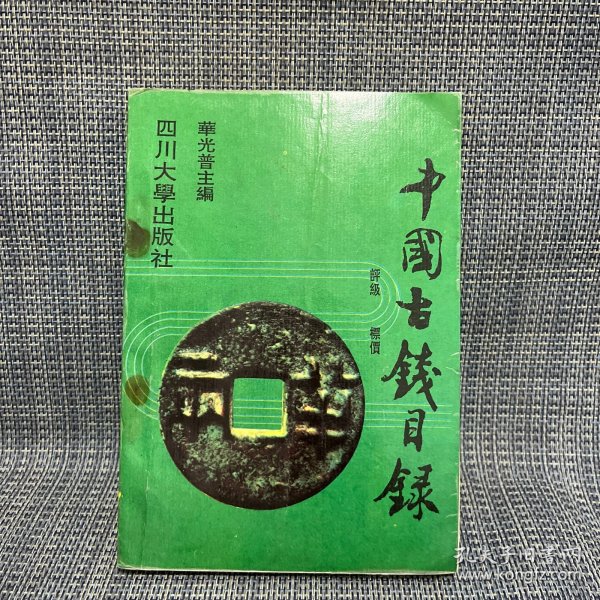 中國古錢目録
評級 標價
華光普主編
四川大學出版社
半兩
孔夫子旧书网
www.kongfz.com